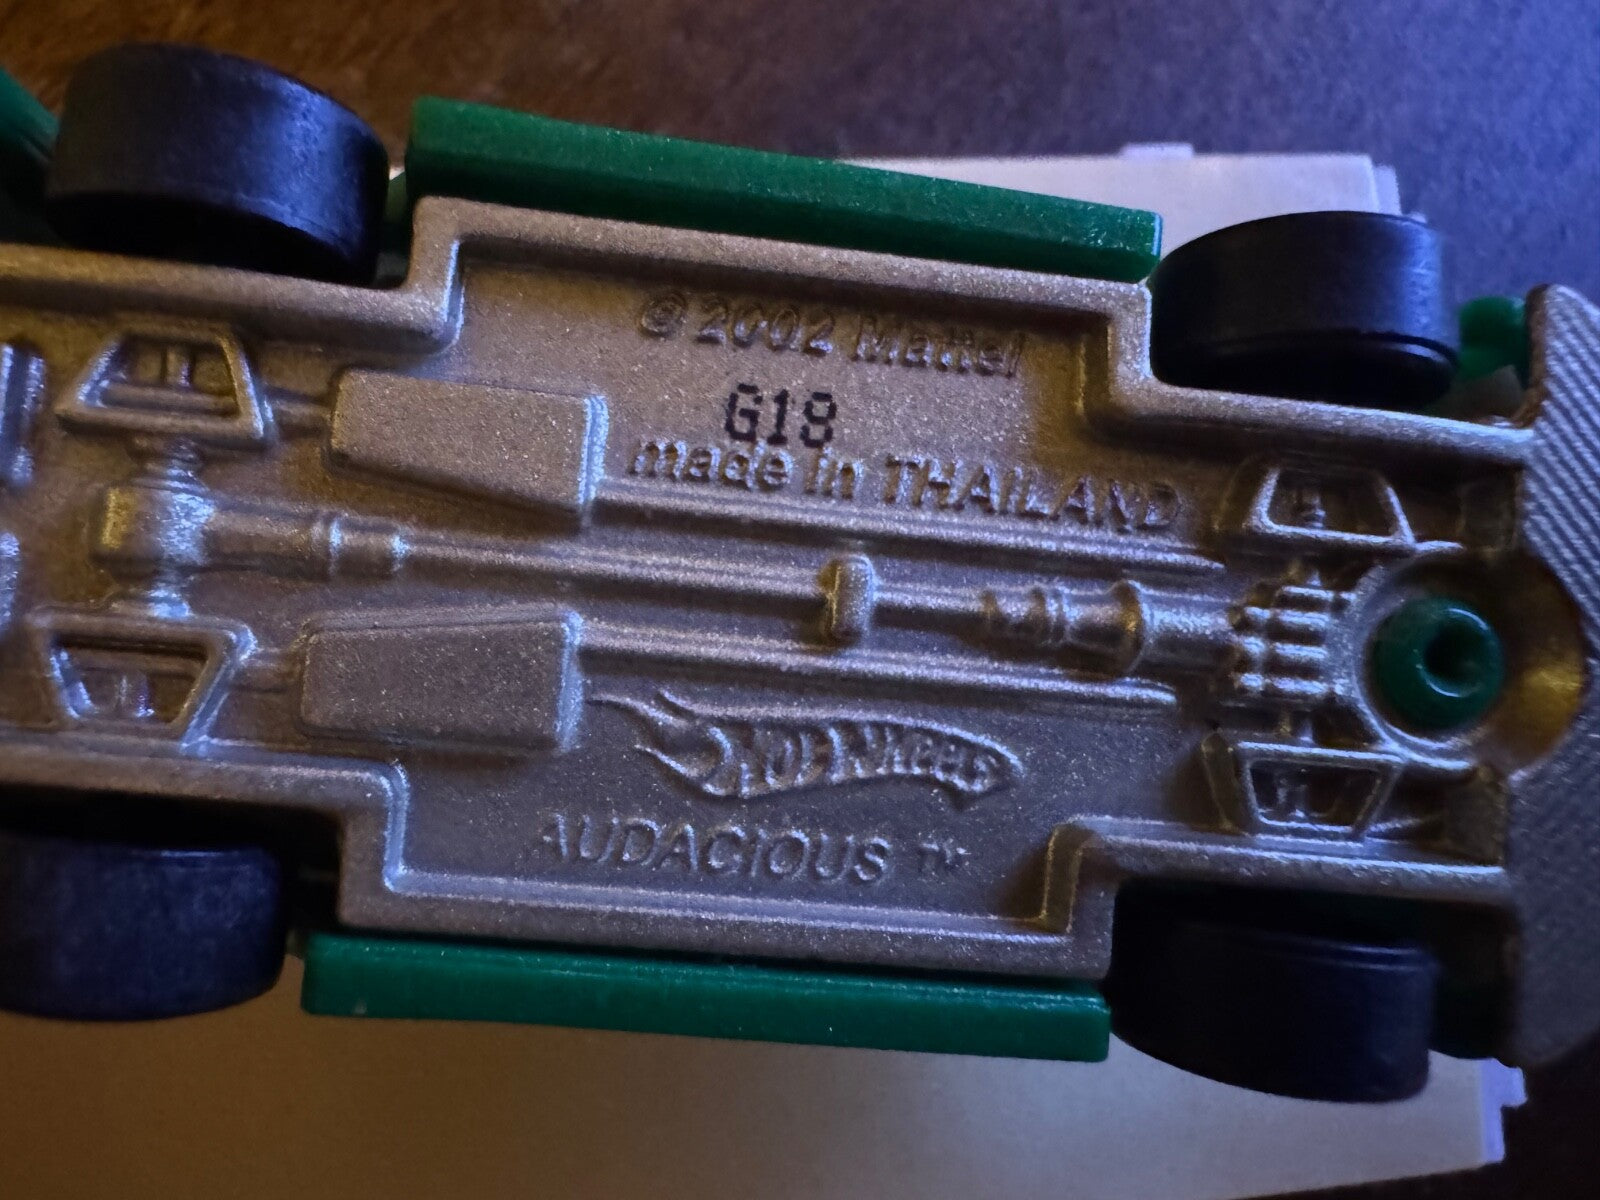 © 2002 Mattel
G18
made in THAILAND
Hot Wheels
AUDACIOUS ™